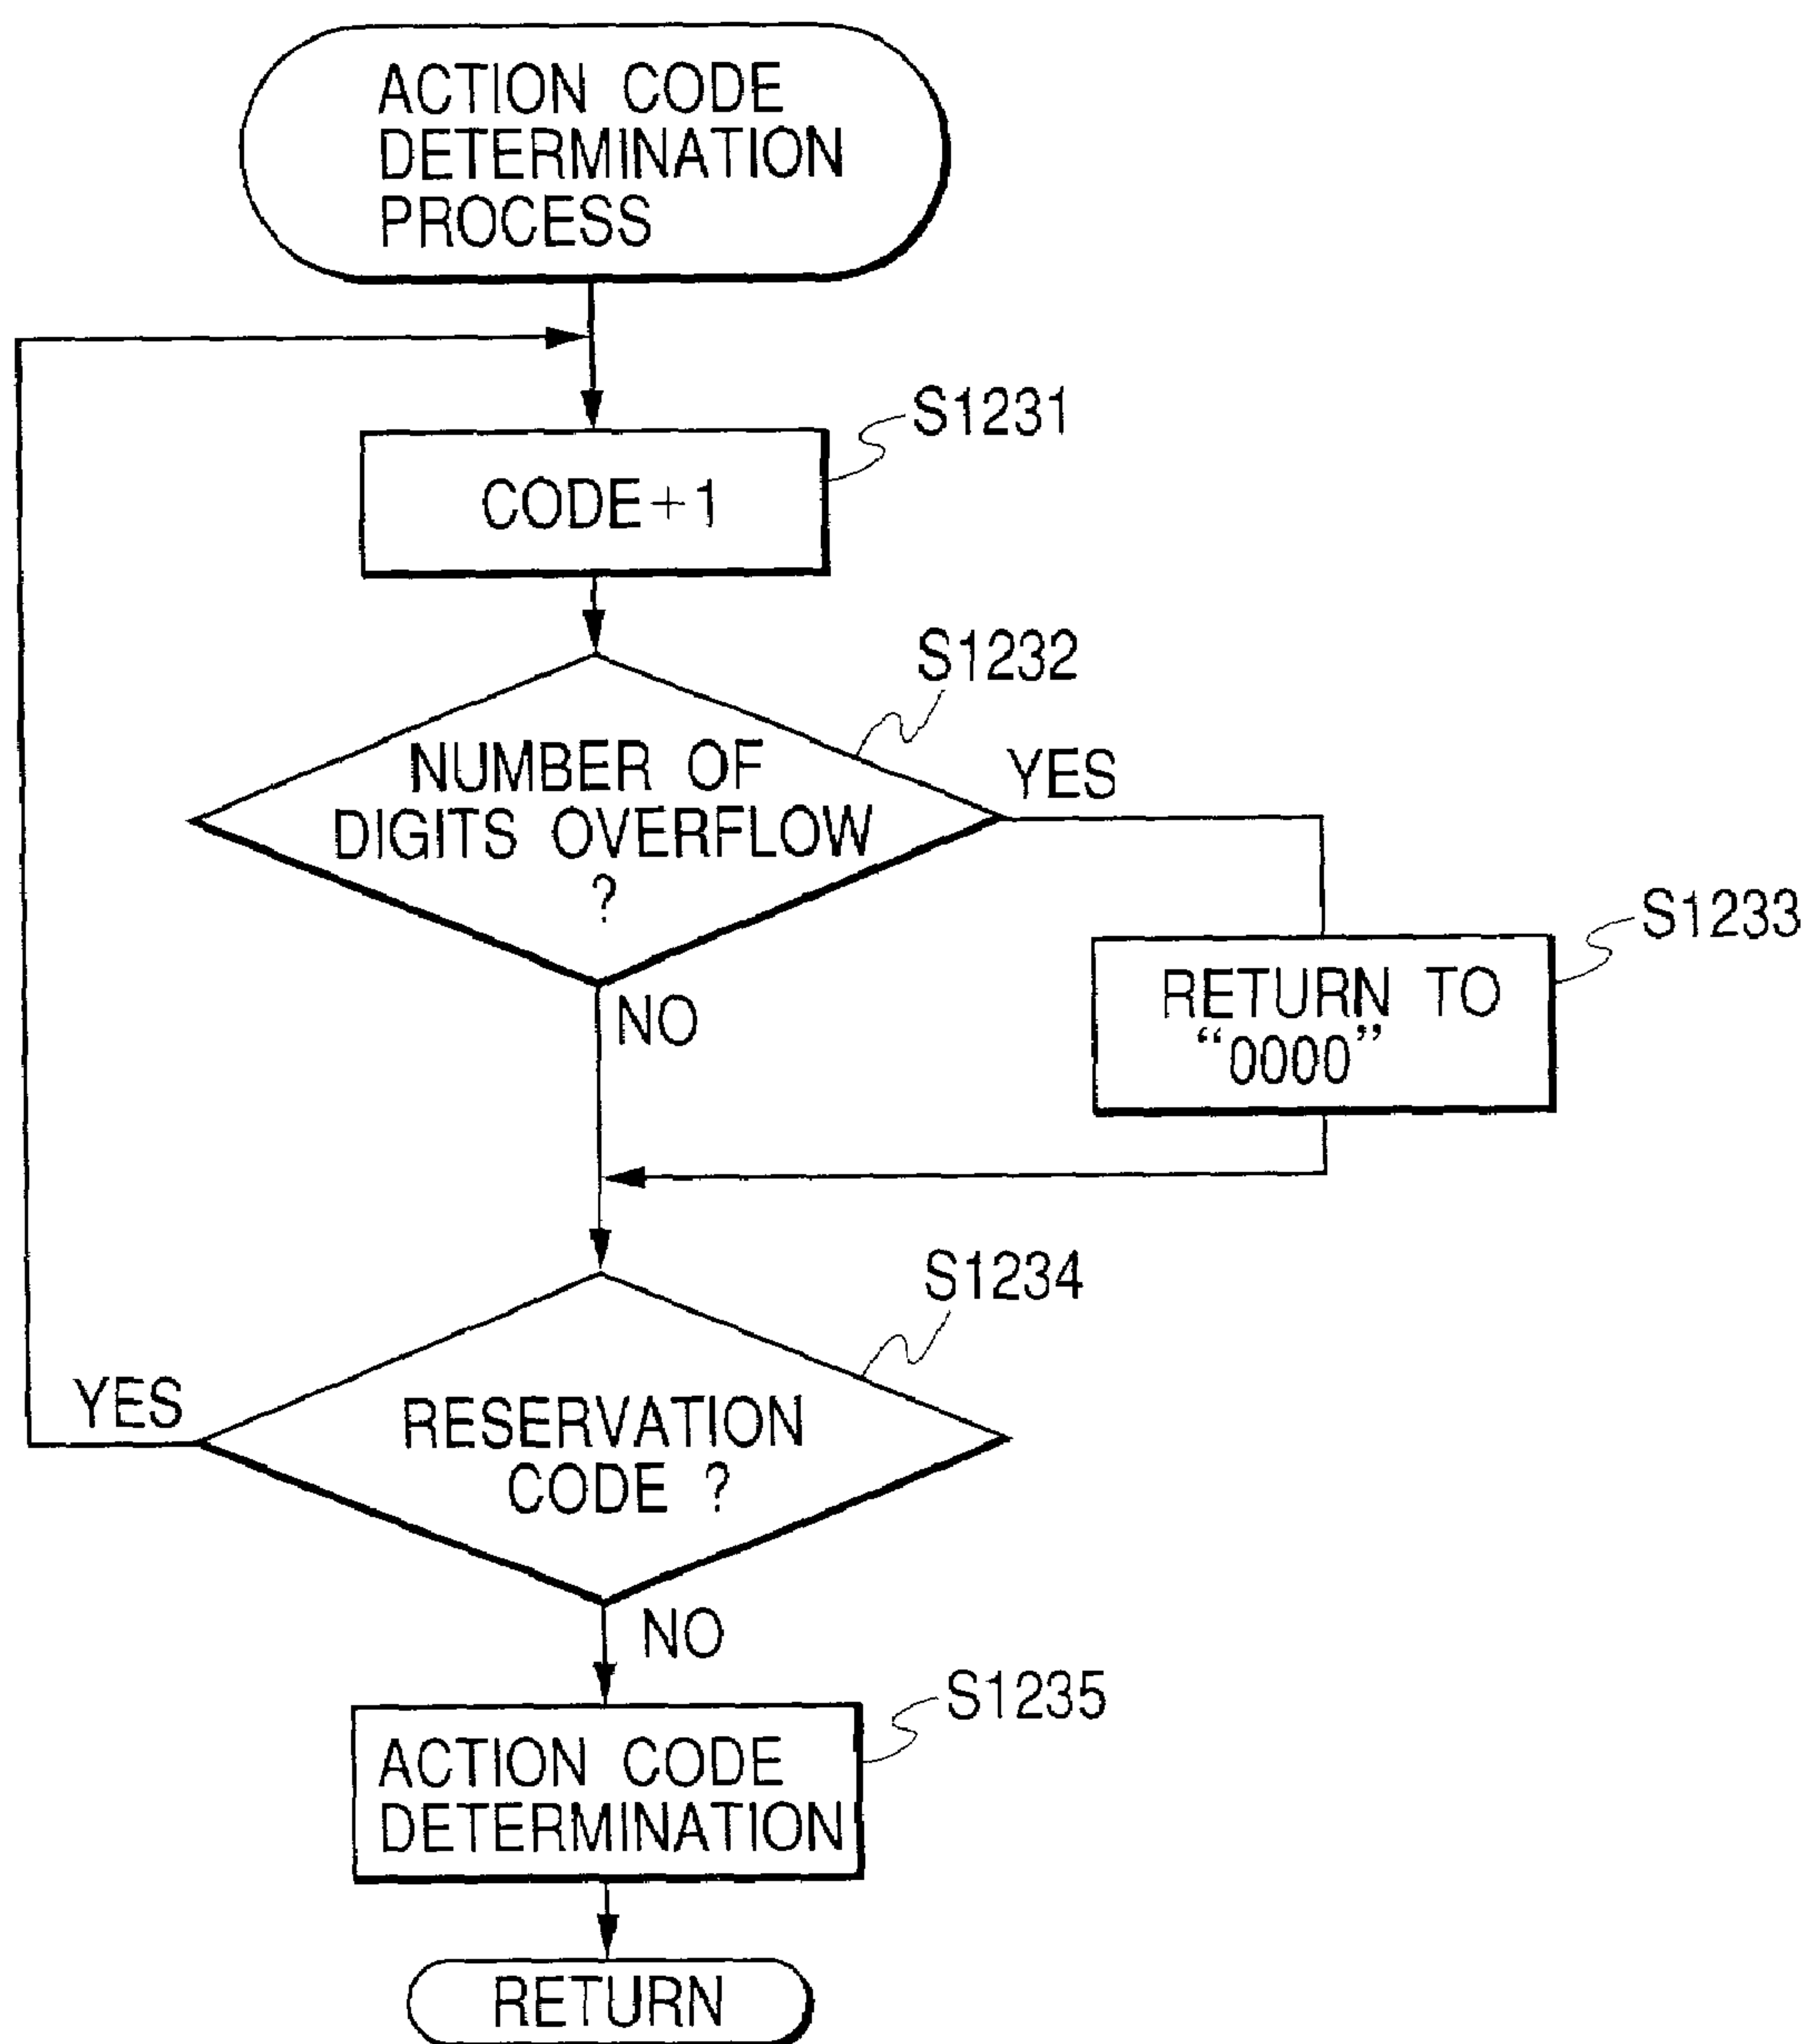 ACTION CODE
DETERMINATION
PROCESS
S1231
CODE+1
S1232
NUMBER OF
DIGITS OVERFLOW
?
YES
NO
S1233
RETURN TO
“0000”
S1234
YES
RESERVATION
CODE ?
NO
S1235
ACTION CODE
DETERMINATION
RETURN